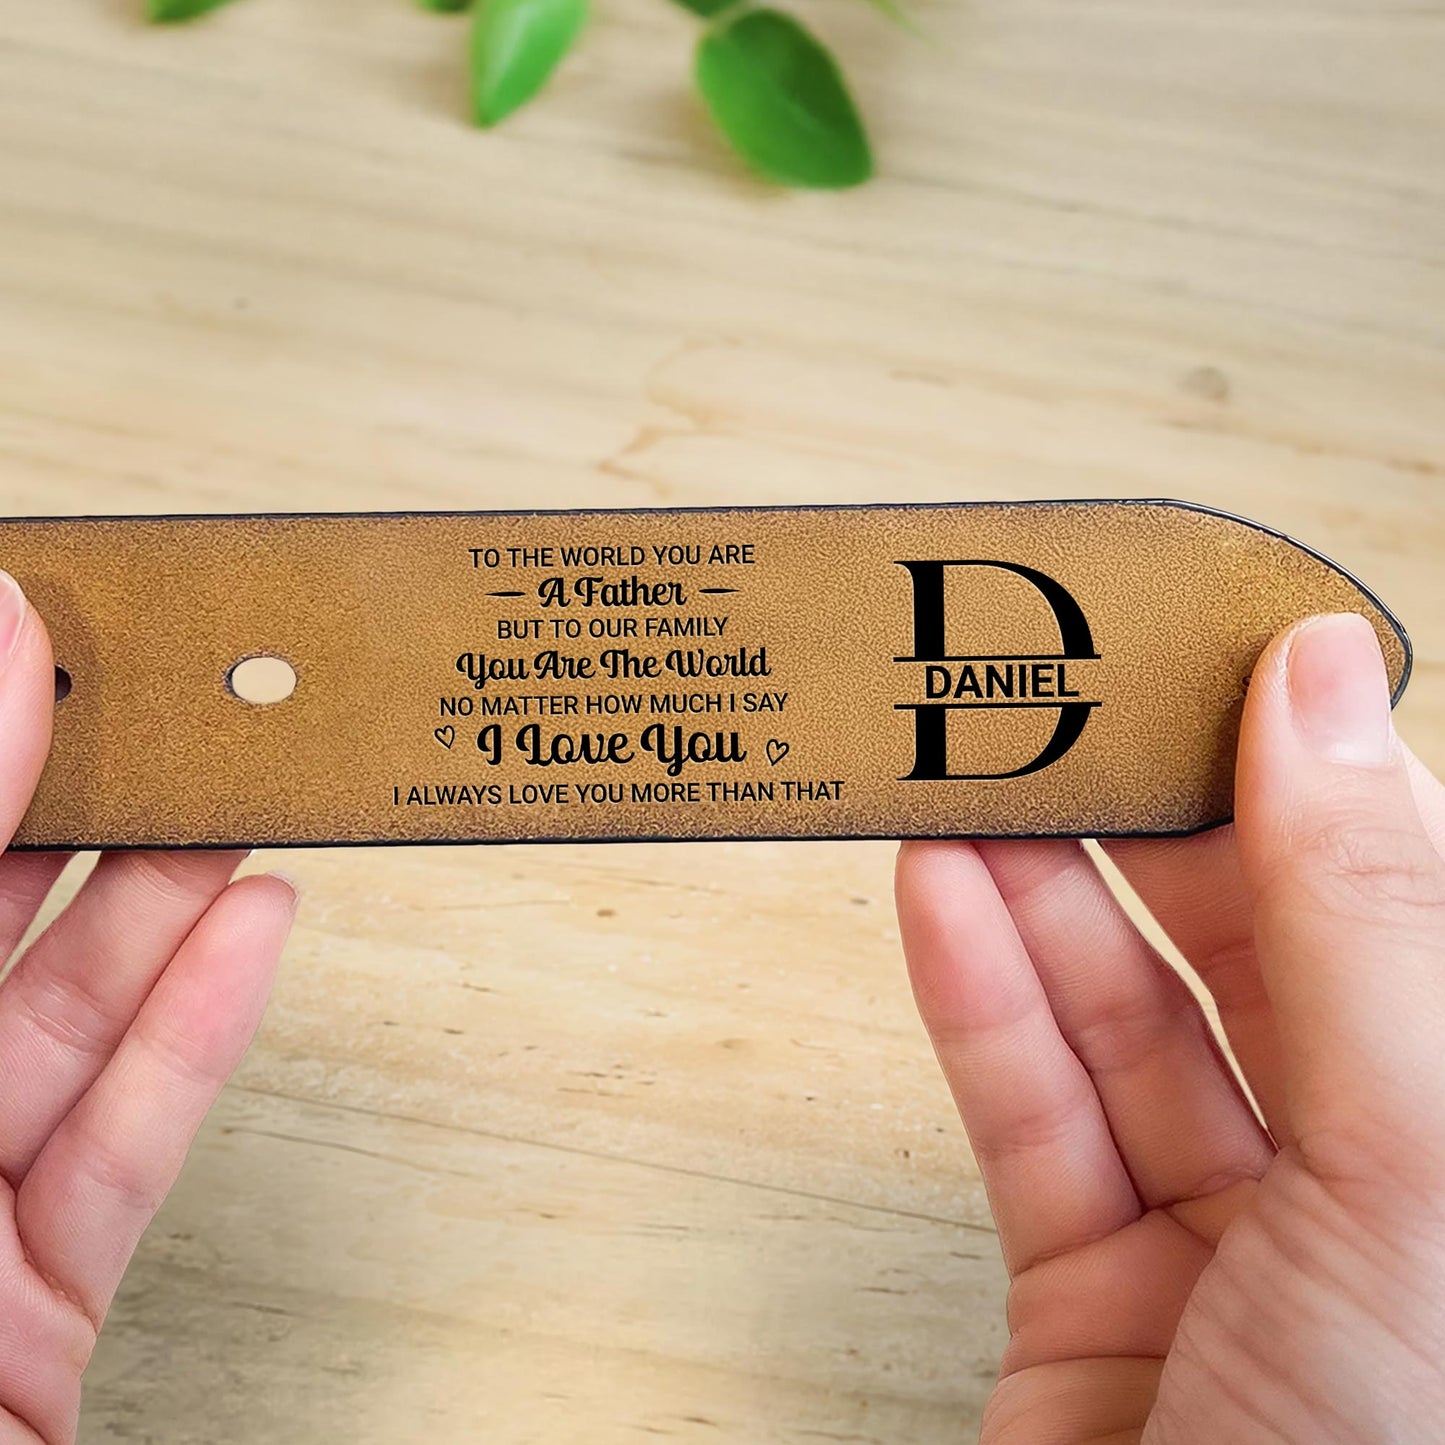 TO THE WORLD YOU ARE
A Father
BUT TO OUR FAMILY
You Are The World
NO MATTER HOW MUCH I SAY
I Love You
I ALWAYS LOVE YOU MORE THAN THAT
D
DANIEL